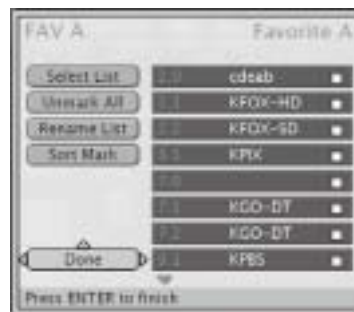 FAV A Favorite A
Select List
Unmark All
Rename List
Sort Mark
cdeab
KFOX-HD
KFOX-SD
KPIX
KGO-DT
KGO-DT
KPBS
Done
Press ENTER to finish